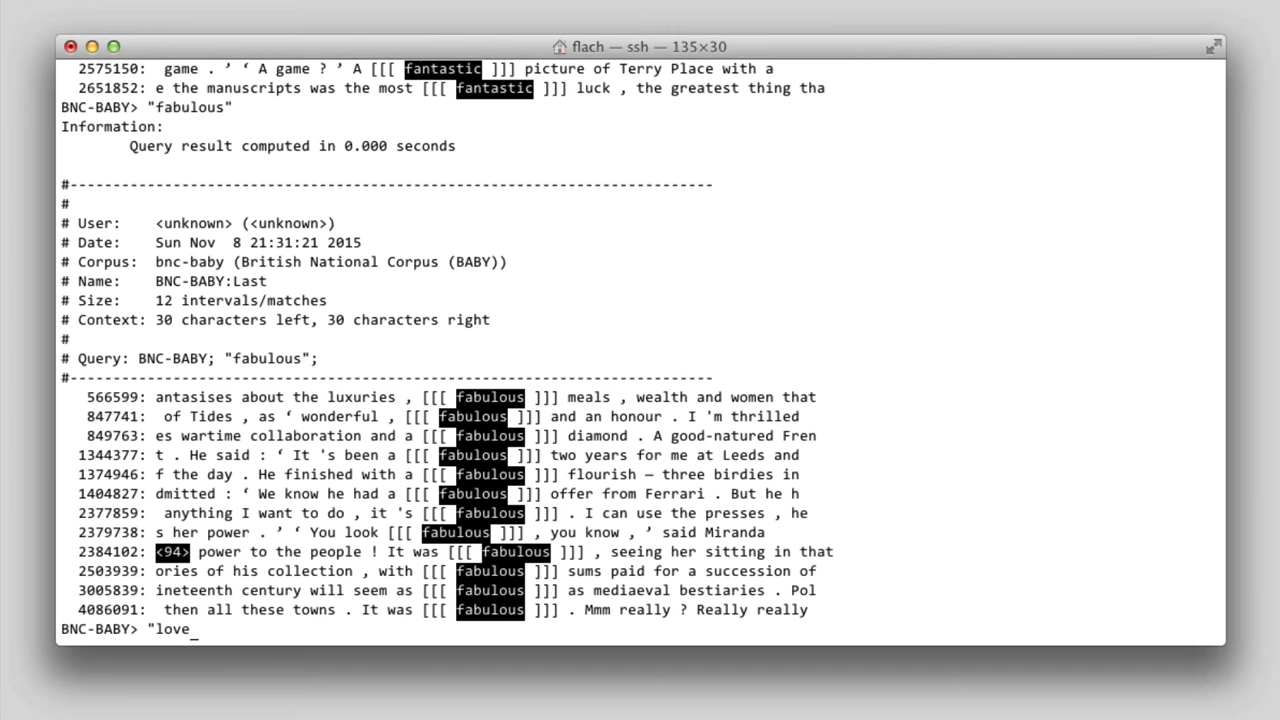 flach — ssh — 135×30
2575150: game . ’ ‘ A game ? ’ A [[[ fantastic ]]] picture of Terry Place with a
2651852: e the manuscripts was the most [[[ fantastic ]]] luck , the greatest thing tha
BNC-BABY> "fabulous"
Information:
Query result computed in 0.000 seconds
#-----------------------------------------------------------------------------
#
# User: <unknown> (<unknown>)
# Date: Sun Nov 8 21:31:21 2015
# Corpus: bnc-baby (British National Corpus (BABY))
# Name: BNC-BABY:Last
# Size: 12 intervals/matches
# Context: 30 characters left, 30 characters right
#
# Query: BNC-BABY; "fabulous";
#-----------------------------------------------------------------------------
566599: antasises about the luxuries , [[[ fabulous ]]] meals , wealth and women that
847741: of Tides , as ‘ wonderful , [[[ fabulous ]]] and an honour . I 'm thrilled
849763: es wartime collaboration and a [[[ fabulous ]]] diamond . A good-natured Fren
1344377: t . He said : ‘ It 's been a [[[ fabulous ]]] two years for me at Leeds and
1374946: f the day . He finished with a [[[ fabulous ]]] flourish — three birdies in
1404827: dmitted : ‘ We know he had a [[[ fabulous ]]] offer from Ferrari . But he h
2377859: anything I want to do , it 's [[[ fabulous ]]] . I can use the presses , he
2379738: s her power . ’ ‘ You look [[[ fabulous ]]] , you know , ’ said Miranda
2384102: <94> power to the people ! It was [[[ fabulous ]]] , seeing her sitting in that
2503939: ories of his collection , with [[[ fabulous ]]] sums paid for a succession of
3005839: ineteenth century will seem as [[[ fabulous ]]] as mediaeval bestiaries . Pol
4086091: then all these towns . It was [[[ fabulous ]]] . Mmm really ? Really really
BNC-BABY> "love_